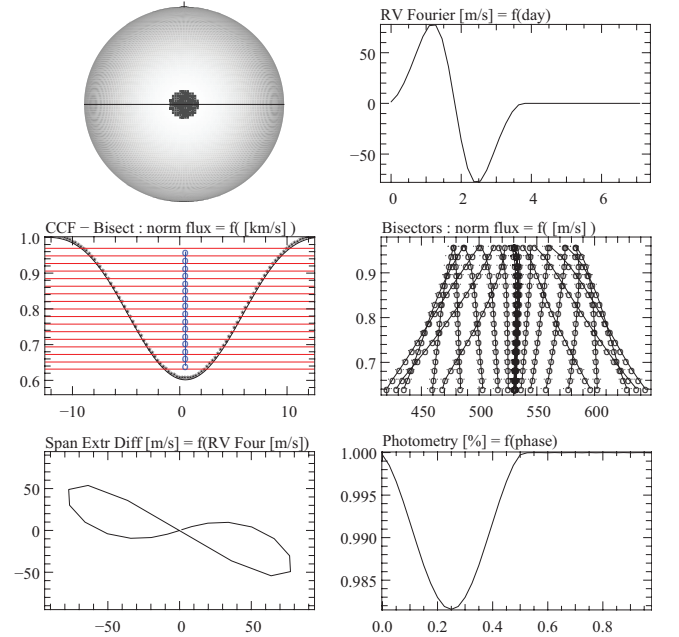 RV Fourier [m/s] = f(day)
50
0
−50
0 2 4 6
CCF − Bisect : norm flux = f( [km/s] )
1.0
0.9
0.8
0.7
0.6
−10 0 10
Bisectors : norm flux = f( [m/s] )
0.9
0.8
0.7
450 500 550 600
Span Extr Diff [m/s] = f(RV Four [m/s])
50
0
−50
−50 0 50
Photometry [%] = f(phase)
1.000
0.995
0.990
0.985
0.0 0.2 0.4 0.6 0.8